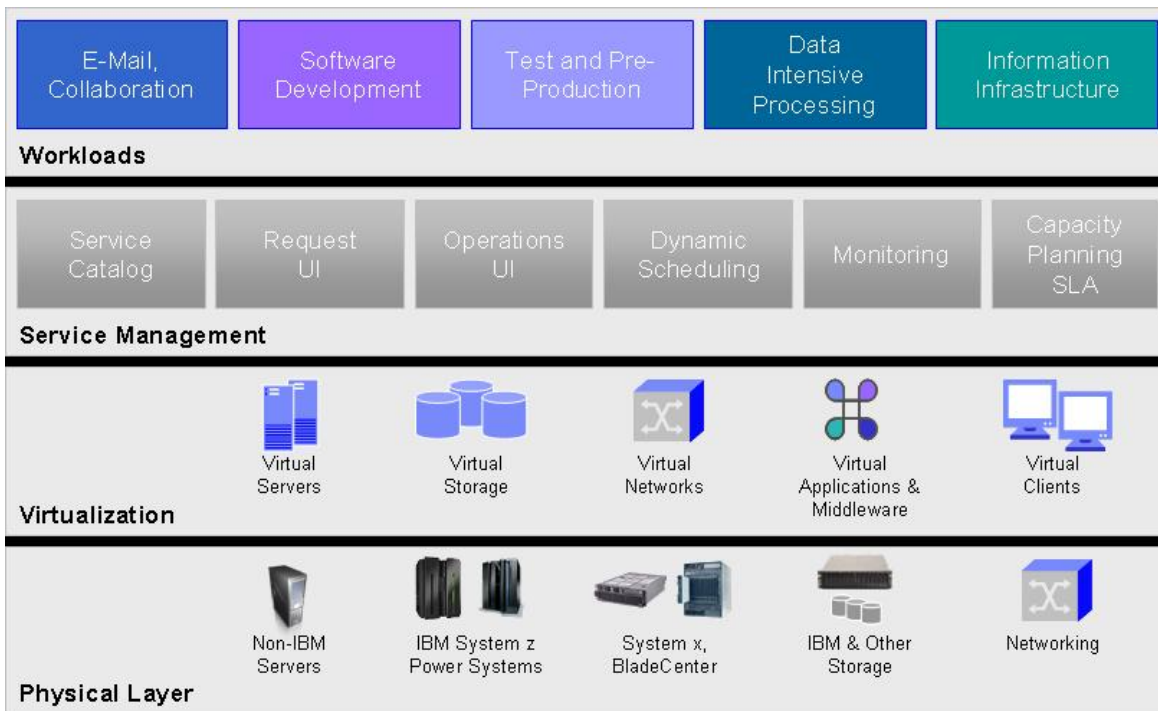 E-Mail,
Collaboration
Software
Development
Test and Pre-
Production
Data
Intensive
Processing
Information
Infrastructure
Workloads
Service
Catalog
Request
UI
Operations
UI
Dynamic
Scheduling
Monitoring
Capacity
Planning
SLA
Service Management
Virtual
Servers
Virtual
Storage
Virtual
Networks
Virtual
Applications &
Middleware
Virtual
Clients
Virtualization
Non-IBM
Servers
IBM System z
Power Systems
System x,
BladeCenter
IBM & Other
Storage
Networking
Physical Layer